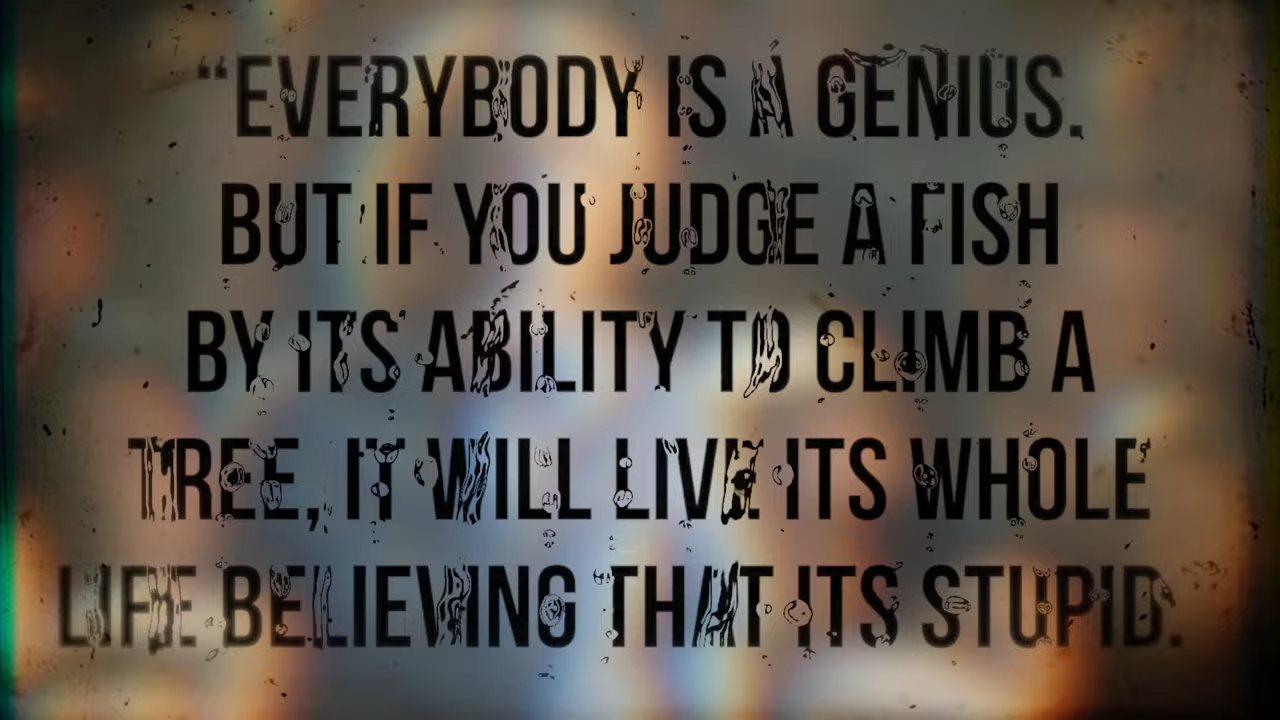 “EVERYBODY IS A GENIUS.
BUT IF YOU JUDGE A FISH
BY ITS ABILITY TO CLIMB A
TREE, IT WILL LIVE ITS WHOLE
LIFE BELIEVING THAT ITS STUPID.